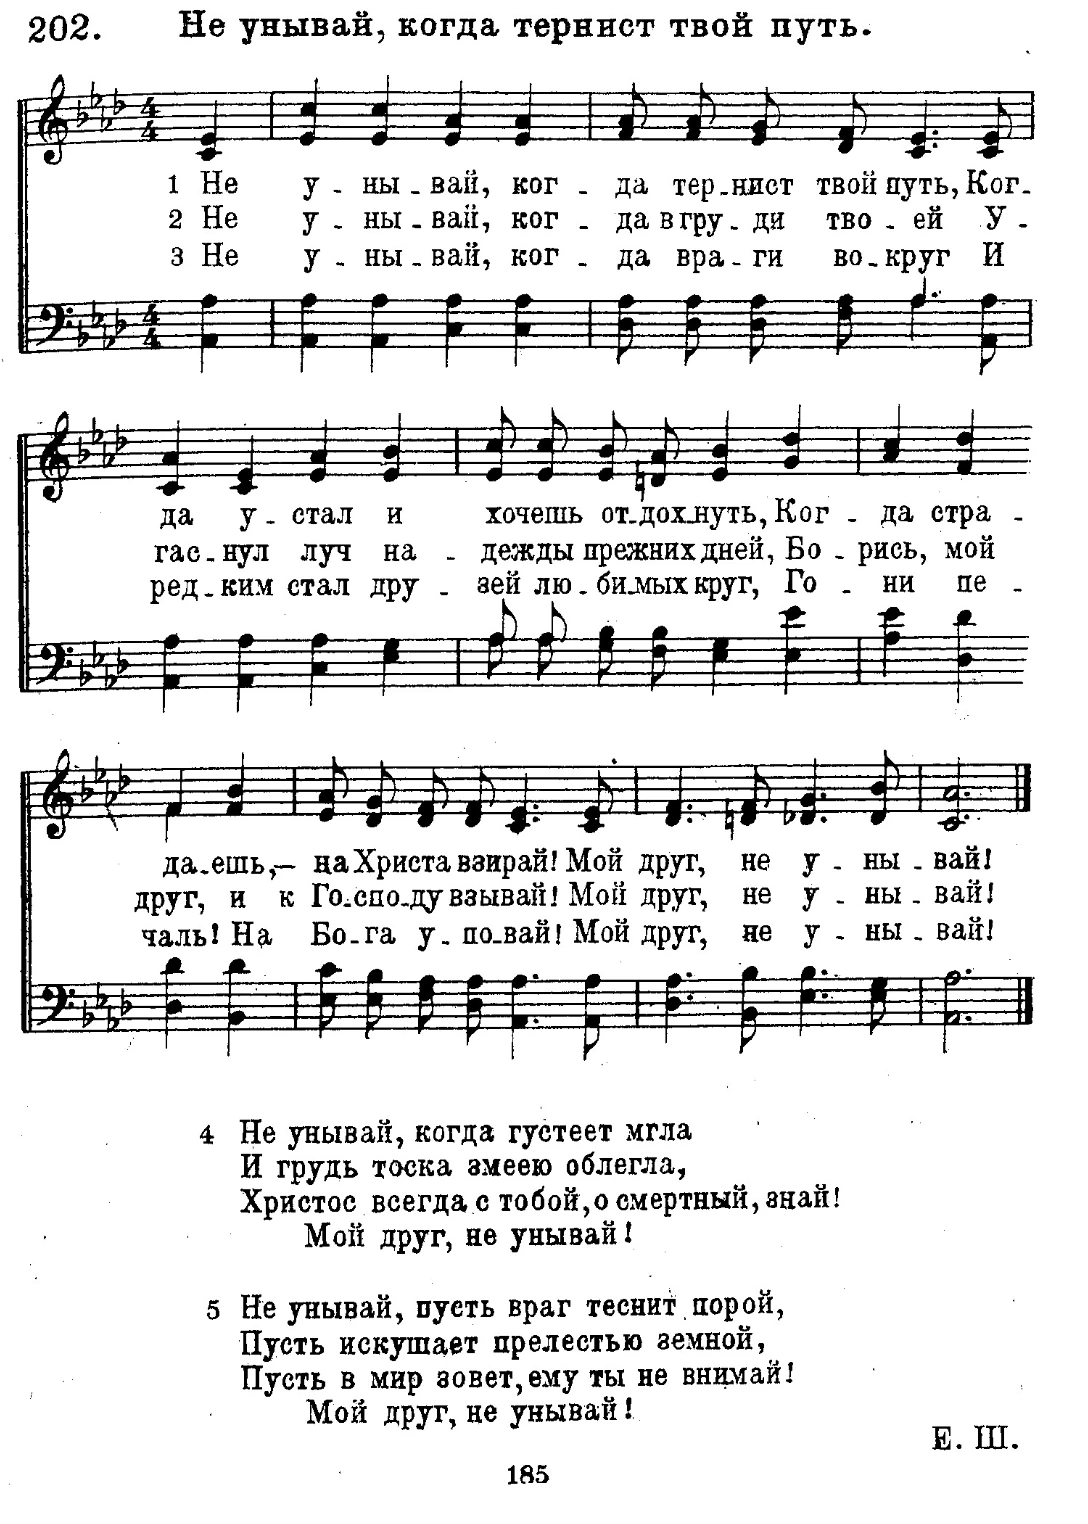 202. Не унывай, когда тернист твой путь.
1 Не у - ны - вай, ког - да тер - нист твой путь, Ког -
2 Не у - ны - вай, ког - да в гру - ди тво - ей У -
3 Не у - ны - вай, ког - да вра - ги во - круг И
да у - стал и хочешь от - дох - нуть, Ког - да стра -
гас - нул луч на - дежды прежних дней, Бо - рись, мой
ред - ким стал дру - зей лю - би - мых круг, Го - ни пе -
да - ешь, — на Христа взирай! Мой друг, не у - ны - вай!
друг, и к Го - спо - ду взывай! Мой друг, не у - ны - вай!
чаль! На Бо - га у - по - вай! Мой друг, не у - ны - вай!
4 Не унывай, когда густеет мгла
И грудь тоска змеею облегла,
Христос всегда с тобой, о смертный, знай!
Мой друг, не унывай!
5 Не унывай, пусть враг теснит порой,
Пусть искушает прелестью земной,
Пусть в мир зовет, ему ты не внимай!
Мой друг, не унывай!
Е. Ш.
185